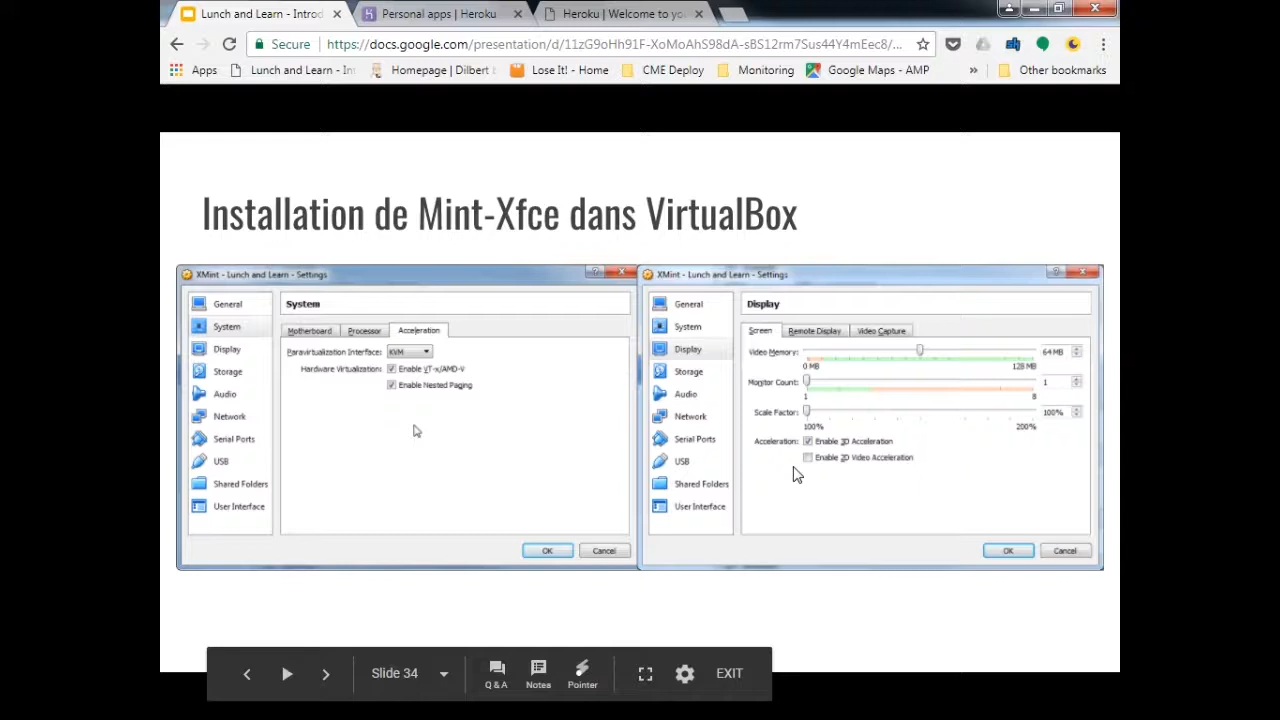 Lunch and Learn - Introd
Personal apps | Heroku
Heroku | Welcome to you
Secure
https://docs.google.com/presentation/d/11zG9oHh91F-XoMoAhS98dA-sBS12rm7Sus44Y4mEec8/...
Apps
Lunch and Learn - In
Homepage | Dilbert
Lose It! - Home
CME Deploy
Monitoring
Google Maps - AMP
»
Other bookmarks
Installation de Mint-Xfce dans VirtualBox
XMint - Lunch and Learn - Settings
General
System
Display
Storage
Audio
Network
Serial Ports
USB
Shared Folders
User Interface
System
Motherboard Processor Acceleration
Paravirtualization Interface: KVM
Hardware Virtualization: Enable VT-x/AMD-V
Enable Nested Paging
OK Cancel
XMint - Lunch and Learn - Settings
General
System
Display
Storage
Audio
Network
Serial Ports
USB
Shared Folders
User Interface
Display
Screen Remote Display Video Capture
Video Memory: 64 MB
0 MB 128 MB
Monitor Count: 1
1 8
Scale Factor: 100%
100% 200%
Acceleration: Enable 3D Acceleration
Enable 2D Video Acceleration
OK Cancel
Slide 34
Q & A
Notes
Pointer
EXIT